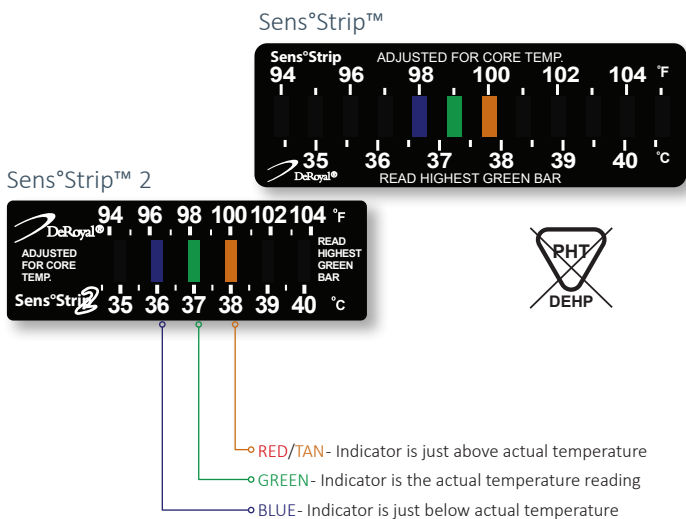 Sens°Strip™
Sens°Strip ADJUSTED FOR CORE TEMP.
94 96 98 100 102 104 °F
35 36 37 38 39 40 °C
DeRoyal® READ HIGHEST GREEN BAR
Sens°Strip™ 2
DeRoyal® 94 96 98 100 102 104 °F
ADJUSTED
FOR CORE
TEMP.
READ
HIGHEST
GREEN
BAR
Sens°Strip 2 35 36 37 38 39 40 °C
PHT
DEHP
RED/TAN- Indicator is just above actual temperature
GREEN- Indicator is the actual temperature reading
BLUE- Indicator is just below actual temperature